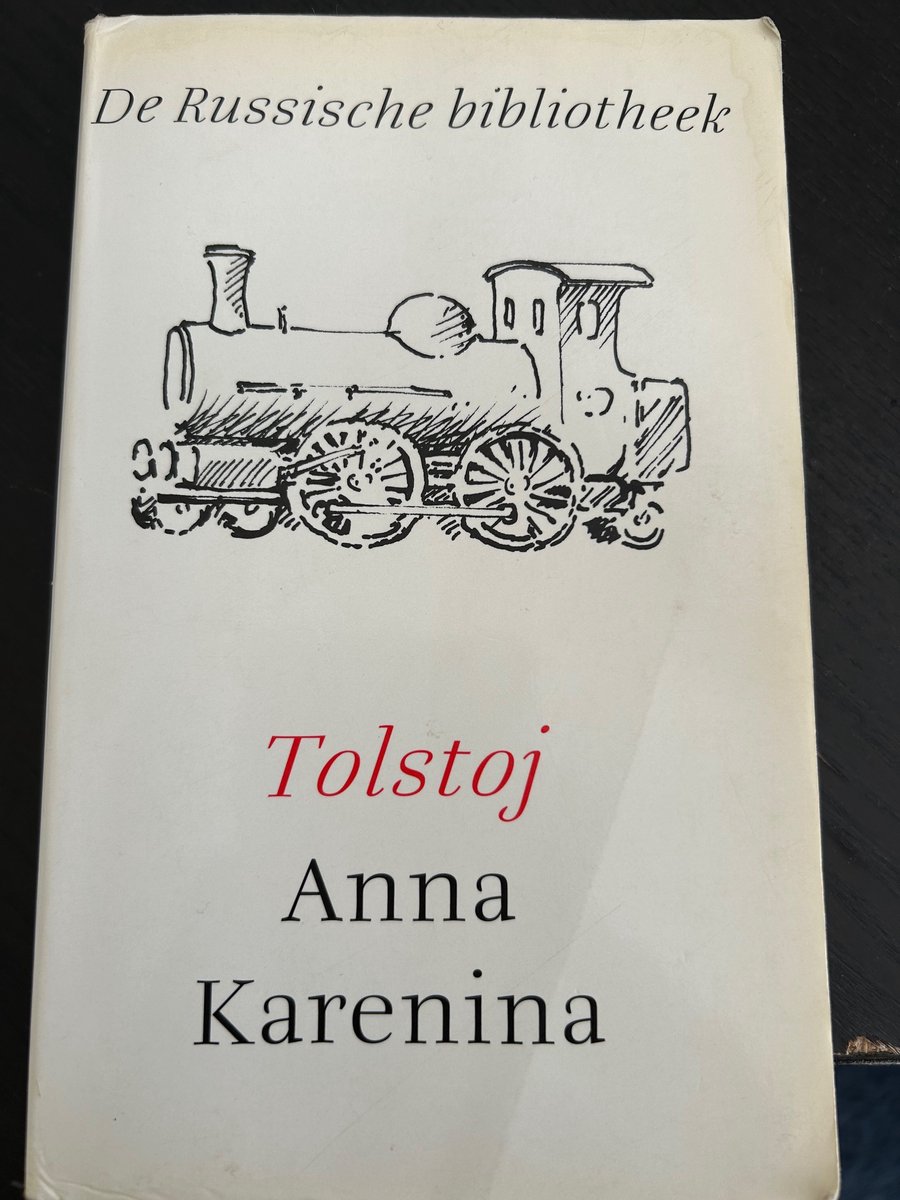 De Russische bibliotheek
Tolstoj
Anna
Karenina